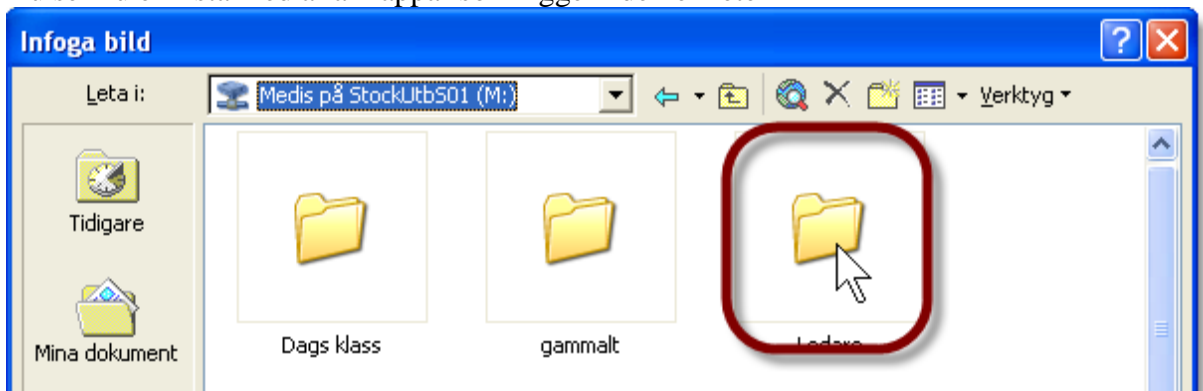 Infoga bild
Leta i:
Medis på StockUtbS01 (M:)
Verktyg
Tidigare
Mina dokument
Dags klass
gammalt